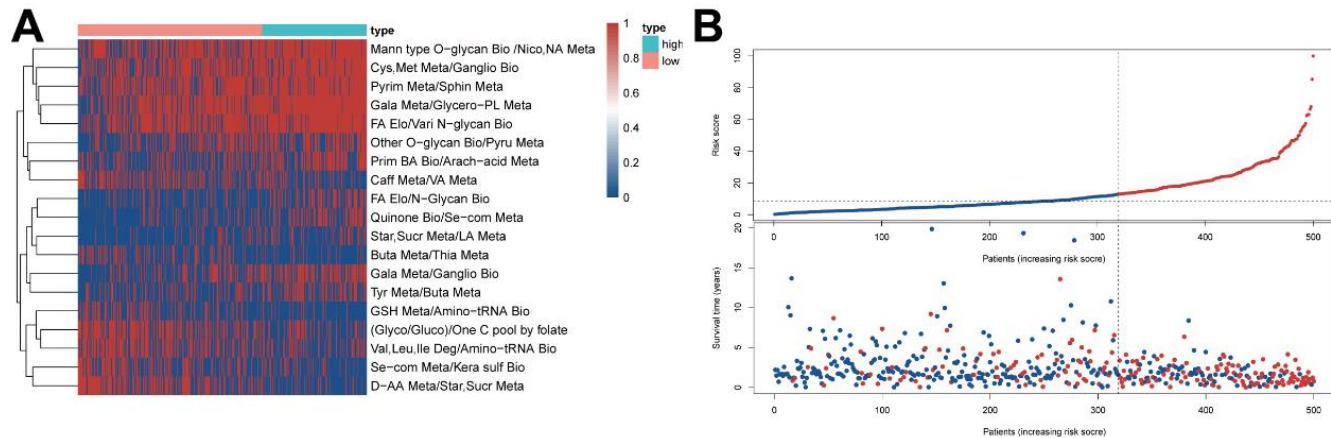 A
type
Mann type O-glycan Bio /Nico,NA Meta
Cys,Met Meta/Ganglio Bio
Pyrim Meta/Sphin Meta
Gala Meta/Glycero-PL Meta
FA Elo/Vari N-glycan Bio
Other O-glycan Bio/Pyru Meta
Prim BA Bio/Arach-acid Meta
Caff Meta/VA Meta
FA Elo/N-Glycan Bio
Quinone Bio/Se-com Meta
Star,Sucr Meta/LA Meta
Buta Meta/Thia Meta
Gala Meta/Ganglio Bio
Tyr Meta/Buta Meta
GSH Meta/Amino-tRNA Bio
(Glyco/Gluco)/One C pool by folate
Val,Leu,Ile Deg/Amino-tRNA Bio
Se-com Meta/Kera sulf Bio
D-AA Meta/Star,Sucr Meta
1
0.8
0.6
0.4
0.2
0
type
high
low
B
Risk score
100
80
60
40
20
0
0 100 200 300 400 500
Patients (increasing risk socre)
Survival time (years)
20
15
10
5
0
0 100 200 300 400 500
Patients (increasing risk socre)